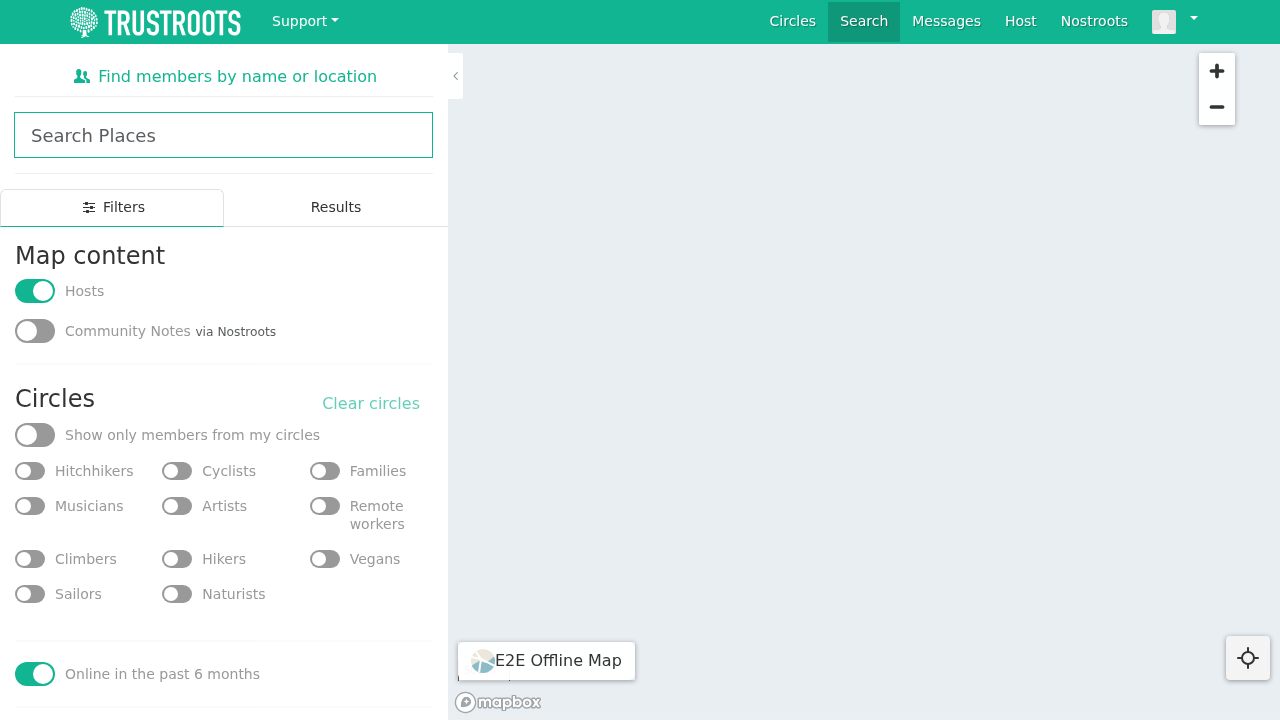 TRUSTROOTS
Support
Circles
Search
Messages
Host
Nostroots
Find members by name or location
Search Places
Filters
Results
Map content
Hosts
Community Notes via Nostroots
Circles
Clear circles
Show only members from my circles
Hitchhikers
Cyclists
Families
Musicians
Artists
Remote
workers
Climbers
Hikers
Vegans
Sailors
Naturists
Online in the past 6 months
E2E Offline Map
mapbox